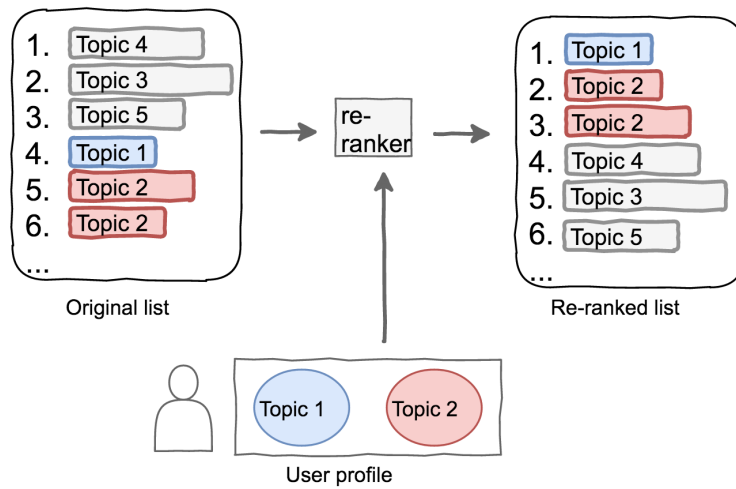 1. Topic 4
2. Topic 3
3. Topic 5
4. Topic 1
5. Topic 2
6. Topic 2
...
Original list
re-
ranker
1. Topic 1
2. Topic 2
3. Topic 2
4. Topic 4
5. Topic 3
6. Topic 5
...
Re-ranked list
Topic 1
Topic 2
User profile